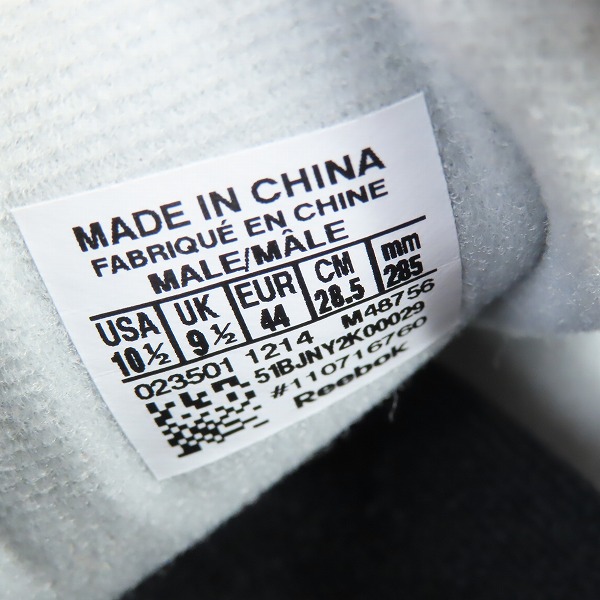 MADE IN CHINA
FABRIQUÉ EN CHINE
MALE/MÂLE
USA UK EUR CM mm
10½ 9½ 44 28.5 285
023501 1214 M48756
51BJNY2K00029
#110716760
Reebok